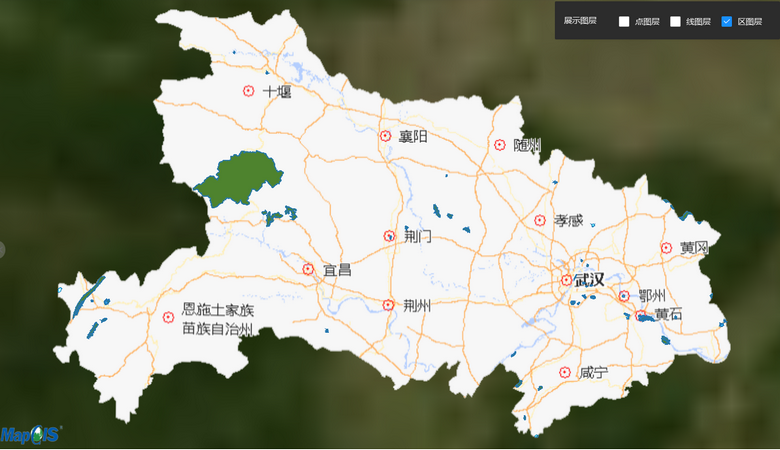 展示图层 点图层 线图层 区图层
十堰
襄阳
随州
孝感
荆门
黄冈
宜昌
武汉
鄂州
荆州
黄石
恩施土家族
苗族自治州
咸宁
MapGIS